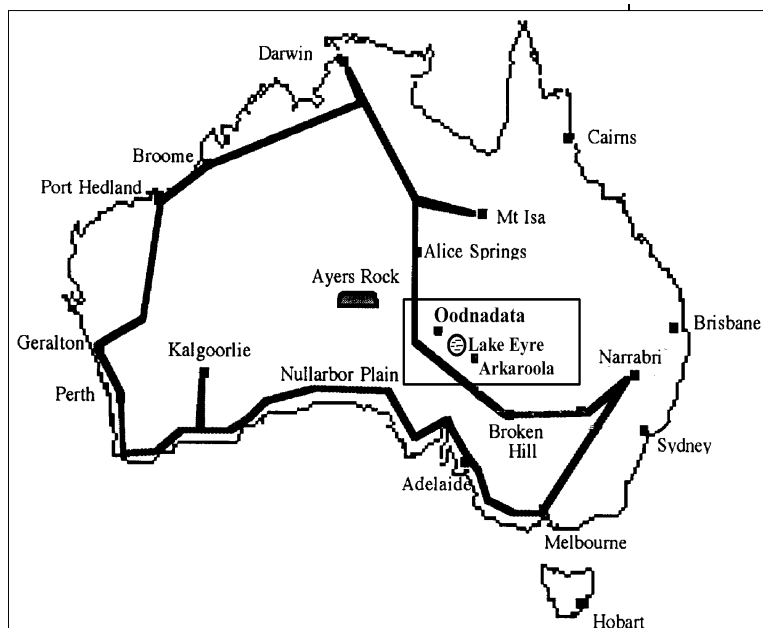 Darwin
Cairns
Broome
Port Hedland
Mt Isa
Alice Springs
Ayers Rock
Oodnadata
Brisbane
Geralton
Lake Eyre
Kalgoorlie
Narrabri
Arkaroola
Nullarbor Plain
Perth
Broken
Hill
Sydney
Adelaide
Melbourne
Hobart